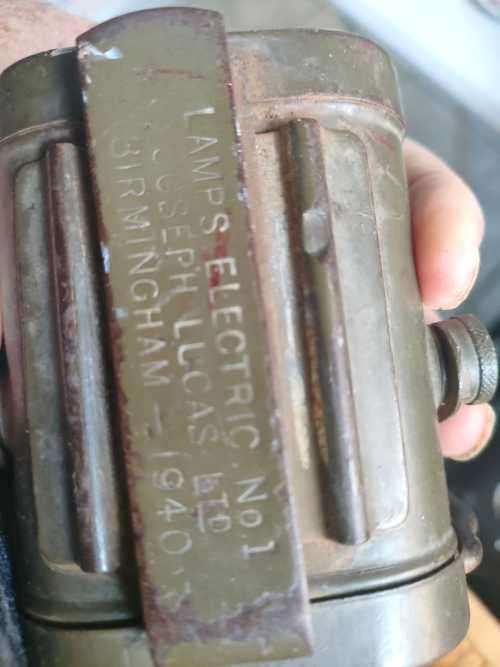 LAMPS ELECTRIC. No.1
JOSEPH LUCAS LTD
BIRMINGHAM - 1940